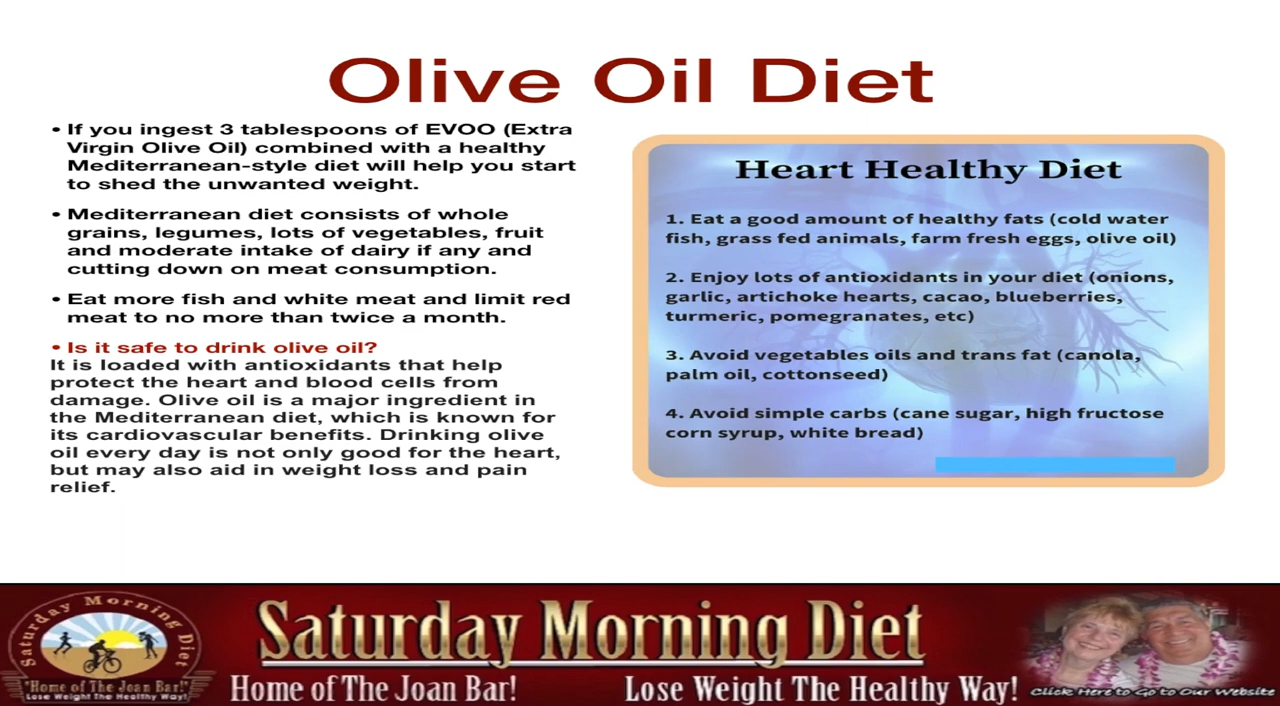 Olive Oil Diet
• If you ingest 3 tablespoons of EVOO (Extra
Virgin Olive Oil) combined with a healthy
Mediterranean-style diet will help you start
to shed the unwanted weight.
• Mediterranean diet consists of whole
grains, legumes, lots of vegetables, fruit
and moderate intake of dairy if any and
cutting down on meat consumption.
• Eat more fish and white meat and limit red
meat to no more than twice a month.
• Is it safe to drink olive oil?
It is loaded with antioxidants that help
protect the heart and blood cells from
damage. Olive oil is a major ingredient in
the Mediterranean diet, which is known for
its cardiovascular benefits. Drinking olive
oil every day is not only good for the heart,
but may also aid in weight loss and pain
relief.
Heart Healthy Diet
1. Eat a good amount of healthy fats (cold water
fish, grass fed animals, farm fresh eggs, olive oil)
2. Enjoy lots of antioxidants in your diet (onions,
garlic, artichoke hearts, cacao, blueberries,
turmeric, pomegranates, etc)
3. Avoid vegetables oils and trans fat (canola,
palm oil, cottonseed)
4. Avoid simple carbs (cane sugar, high fructose
corn syrup, white bread)
Saturday Morning Diet
"Home of The Joan Bar!"
Lose Weight The Healthy Way!
Saturday Morning Diet
Home of The Joan Bar!
Lose Weight The Healthy Way!
Click Here to Go to Our Website